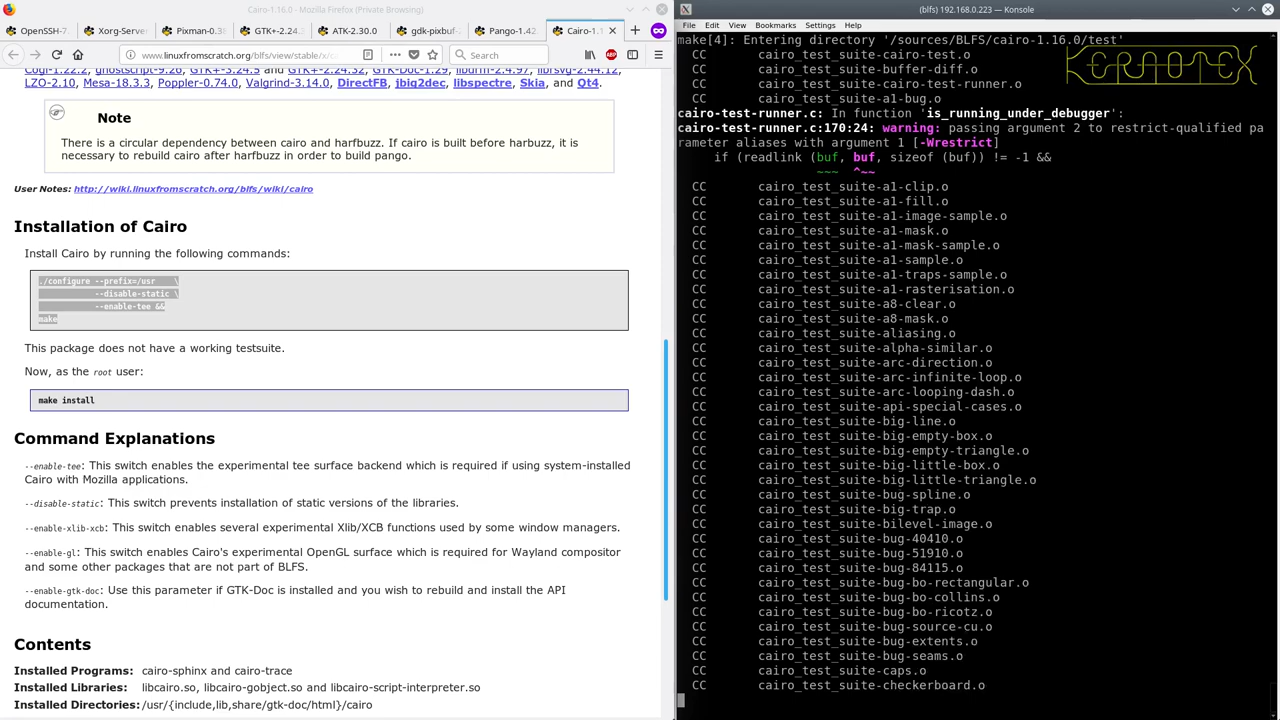 Cairo-1.16.0 - Mozilla Firefox (Private Browsing)
OpenSSH-7. Xorg-Server Pixman-0.38 GTK+-2.24. ATK-2.30.0 gdk-pixbuf-2 Pango-1.42. Cairo-1.1
www.linuxfromscratch.org/blfs/view/stable/x/c
Search
Cogl-1.22.2, ghostscript-9.26, GTK+-3.24.5 and GTK+-2.24.32, GTK-Doc-1.29, libdrm-2.4.97, librsvg-2.44.12,
LZO-2.10, Mesa-18.3.3, Poppler-0.74.0, Valgrind-3.14.0, DirectFB, jbig2dec, libspectre, Skia, and Qt4.
Note
There is a circular dependency between cairo and harfbuzz. If cairo is built before harfbuzz, it is
necessary to rebuild cairo after harfbuzz in order to build pango.
User Notes: http://wiki.linuxfromscratch.org/blfs/wiki/cairo
Installation of Cairo
Install Cairo by running the following commands:
./configure --prefix=/usr \
--disable-static \
--enable-tee &&
make
This package does not have a working testsuite.
Now, as the root user:
make install
Command Explanations
--enable-tee: This switch enables the experimental tee surface backend which is required if using system-installed
Cairo with Mozilla applications.
--disable-static: This switch prevents installation of static versions of the libraries.
--enable-xlib-xcb: This switch enables several experimental Xlib/XCB functions used by some window managers.
--enable-gl: This switch enables Cairo's experimental OpenGL surface which is required for Wayland compositor
and some other packages that are not part of BLFS.
--enable-gtk-doc: Use this parameter if GTK-Doc is installed and you wish to rebuild and install the API
documentation.
Contents
Installed Programs: cairo-sphinx and cairo-trace
Installed Libraries: libcairo.so, libcairo-gobject.so and libcairo-script-interpreter.so
Installed Directories: /usr/{include,lib,share/gtk-doc/html}/cairo
(blfs) 192.168.0.223 — Konsole
File Edit View Bookmarks Settings Help
make[4]: Entering directory '/sources/BLFS/cairo-1.16.0/test'
CC cairo_test_suite-cairo-test.o
CC cairo_test_suite-buffer-diff.o
CC cairo_test_suite-cairo-test-runner.o
CC cairo_test_suite-a1-bug.o
cairo-test-runner.c: In function 'is_running_under_debugger':
cairo-test-runner.c:170:24: warning: passing argument 2 to restrict-qualified pa
rameter aliases with argument 1 [-Wrestrict]
if (readlink (buf, buf, sizeof (buf)) != -1 &&
~~~ ^~~
CC cairo_test_suite-a1-clip.o
CC cairo_test_suite-a1-fill.o
CC cairo_test_suite-a1-image-sample.o
CC cairo_test_suite-a1-mask.o
CC cairo_test_suite-a1-mask-sample.o
CC cairo_test_suite-a1-sample.o
CC cairo_test_suite-a1-traps-sample.o
CC cairo_test_suite-a1-rasterisation.o
CC cairo_test_suite-a8-clear.o
CC cairo_test_suite-a8-mask.o
CC cairo_test_suite-aliasing.o
CC cairo_test_suite-alpha-similar.o
CC cairo_test_suite-arc-direction.o
CC cairo_test_suite-arc-infinite-loop.o
CC cairo_test_suite-arc-looping-dash.o
CC cairo_test_suite-api-special-cases.o
CC cairo_test_suite-big-line.o
CC cairo_test_suite-big-empty-box.o
CC cairo_test_suite-big-empty-triangle.o
CC cairo_test_suite-big-little-box.o
CC cairo_test_suite-big-little-triangle.o
CC cairo_test_suite-bug-spline.o
CC cairo_test_suite-big-trap.o
CC cairo_test_suite-bilevel-image.o
CC cairo_test_suite-bug-40410.o
CC cairo_test_suite-bug-51910.o
CC cairo_test_suite-bug-84115.o
CC cairo_test_suite-bug-bo-rectangular.o
CC cairo_test_suite-bug-bo-collins.o
CC cairo_test_suite-bug-bo-ricotz.o
CC cairo_test_suite-bug-source-cu.o
CC cairo_test_suite-bug-extents.o
CC cairo_test_suite-bug-seams.o
CC cairo_test_suite-caps.o
CC cairo_test_suite-checkerboard.o